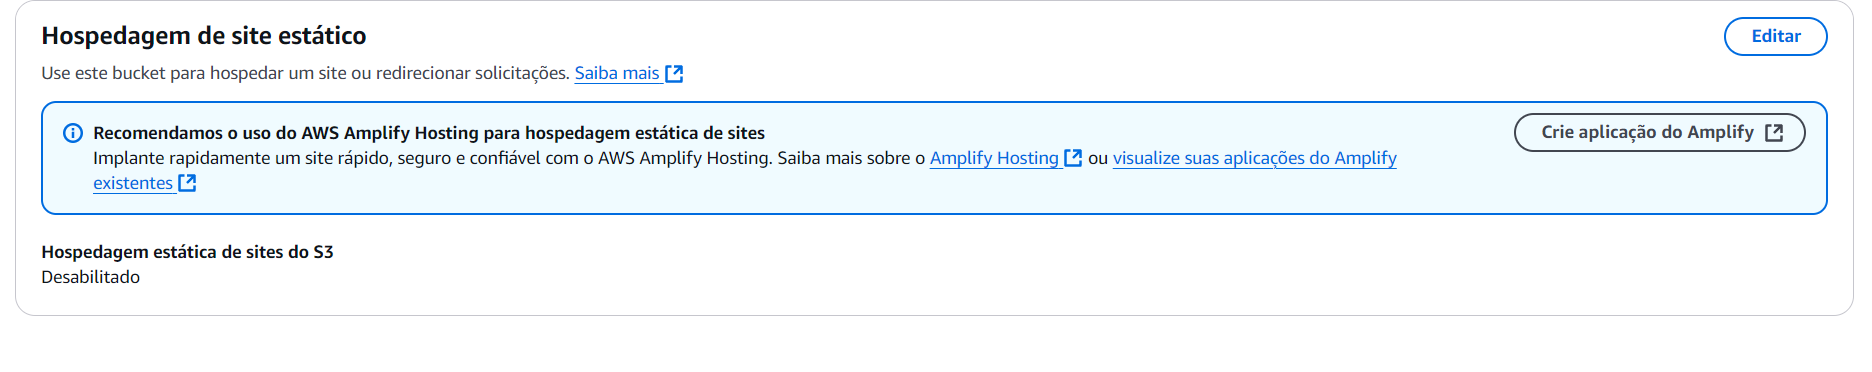 Hospedagem de site estático
Editar
Use este bucket para hospedar um site ou redirecionar solicitações. Saiba mais
Recomendamos o uso do AWS Amplify Hosting para hospedagem estática de sites
Crie aplicação do Amplify
Implante rapidamente um site rápido, seguro e confiável com o AWS Amplify Hosting. Saiba mais sobre o Amplify Hosting ou visualize suas aplicações do Amplify
existentes
Hospedagem estática de sites do S3
Desabilitado